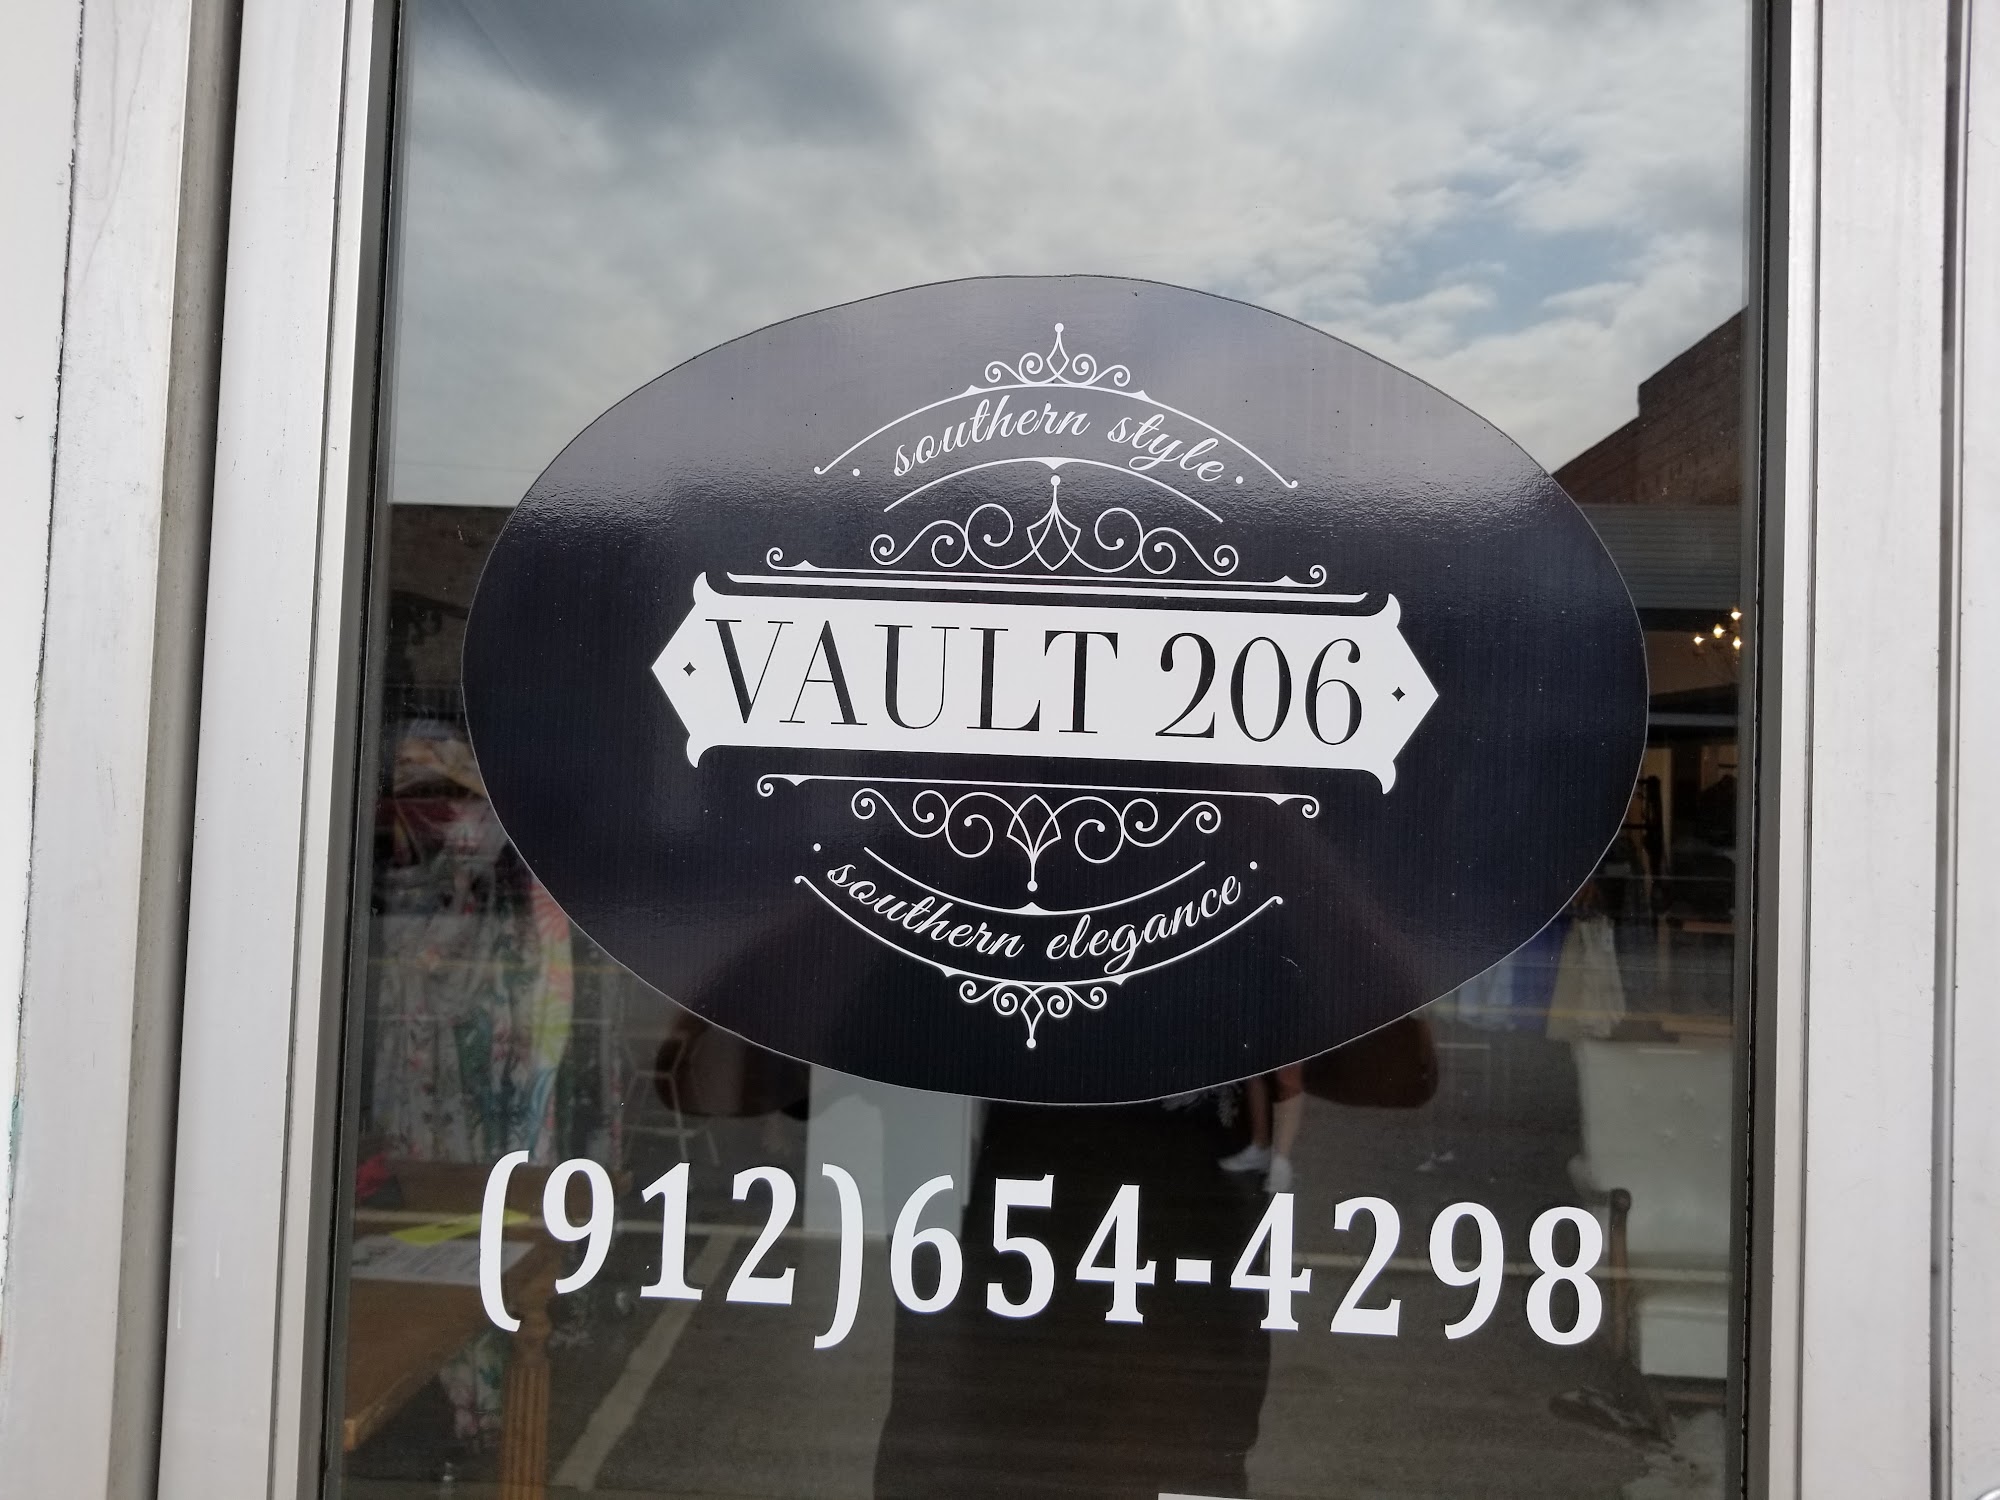 southern style
VAULT 206
southern elegance
(912)654-4298